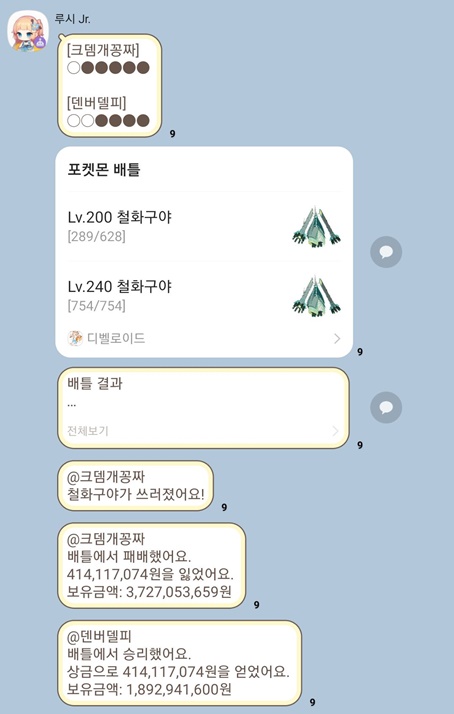 루시 Jr.
[크뎀개꽁짜]
○●●●●●
[덴버델피]
○○●●●●
9
포켓몬 배틀
Lv.200 철화구야
[289/628]
Lv.240 철화구야
[754/754]
디벨로이드
9
배틀 결과
...
전체보기
9
@크뎀개꽁짜
철화구야가 쓰러졌어요!
9
@크뎀개꽁짜
배틀에서 패배했어요.
414,117,074원을 잃었어요.
보유금액: 3,727,053,659원
9
@덴버델피
배틀에서 승리했어요.
상금으로 414,117,074원을 얻었어요.
보유금액: 1,892,941,600원
9